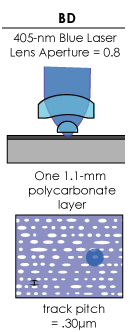 BD
405-nm Blue Laser
Lens Aperture = 0.8
One 1.1-mm
polycarbonate
layer
track pitch
= .30µm